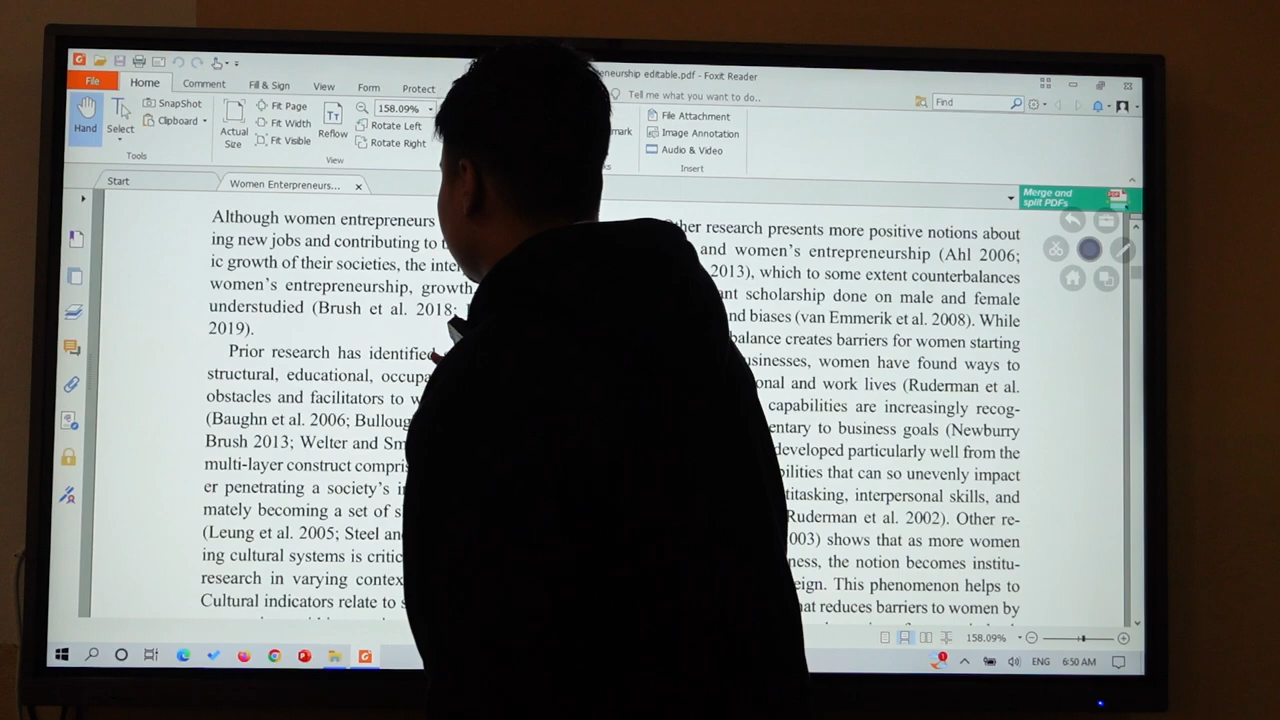 eneurship editable.pdf - Foxit Reader
File Home Comment Fill & Sign View Form Protect
Tell me what you want to do..
Find
Hand
Select
SnapShot
Clipboard
Tools
Actual Size
Fit Page
Fit Width
Fit Visible
Reflow
158.09%
Rotate Left
Rotate Right
View
mark
File Attachment
Image Annotation
Audio & Video
Insert
Start
Women Enterpreneurs...
Merge and
split PDFs
Although women entrepreneurs
ing new jobs and contributing to
ic growth of their societies, the
women's entrepreneurship, growth
understudied (Brush et al. 2018;
2019).
Prior research has identified
structural, educational,
obstacles and facilitators to
(Baughn et al. 2006;
Brush 2013; Welter and
multi-layer construct
er penetrating a society's
mately becoming a set of
(Leung et al. 2005; Steel
ing cultural systems is
research in varying
Cultural indicators relate to
ther research presents more positive notions about
and women's entrepreneurship (Ahl 2006;
2013), which to some extent counterbalances
scholarship done on male and female
nd biases (van Emmerik et al. 2008). While
balance creates barriers for women starting
usinesses, women have found ways to
onal and work lives (Ruderman et al.
capabilities are increasingly recog-
entary to business goals (Newburry
developed particularly well from the
bilities that can so unevenly impact
titasking, interpersonal skills, and
Ruderman et al. 2002). Other re-
003) shows that as more women
ness, the notion becomes institu-
eign. This phenomenon helps to
hat reduces barriers to women by
158.09%
ENG 6:50 AM